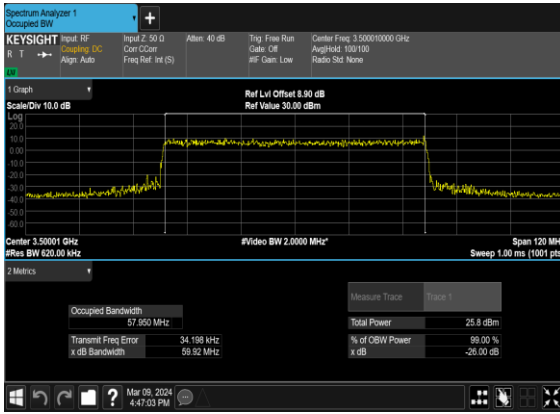 Spectrum Analyzer 1
Occupied BW
+
KEYSIGHT
R T
LXI
Input: RF
Coupling: DC
Align: Auto
Input Z: 50 Ω
Corr CCorr
Freq Ref: Int (S)
Atten: 40 dB
Trig: Free Run
Gate: Off
#IF Gain: Low
Center Freq: 3.500010000 GHz
Avg|Hold: 100/100
Radio Std: None
1 Graph
Scale/Div 10.0 dB
Ref Lvl Offset 8.90 dB
Ref Value 30.00 dBm
Log
20.0
10.0
0.00
-10.0
-20.0
-30.0
-40.0
-50.0
-60.0
Center 3.50001 GHz
#Res BW 620.00 kHz
#Video BW 2.0000 MHz*
Span 120 MH
Sweep 1.00 ms (1001 pts
2 Metrics
Measure Trace Trace 1
Occupied Bandwidth
57.950 MHz
Total Power 25.8 dBm
Transmit Freq Error 34.198 kHz
% of OBW Power 99.00 %
x dB Bandwidth 59.92 MHz
x dB -26.00 dB
?
Mar 09, 2024
4:47:03 PM